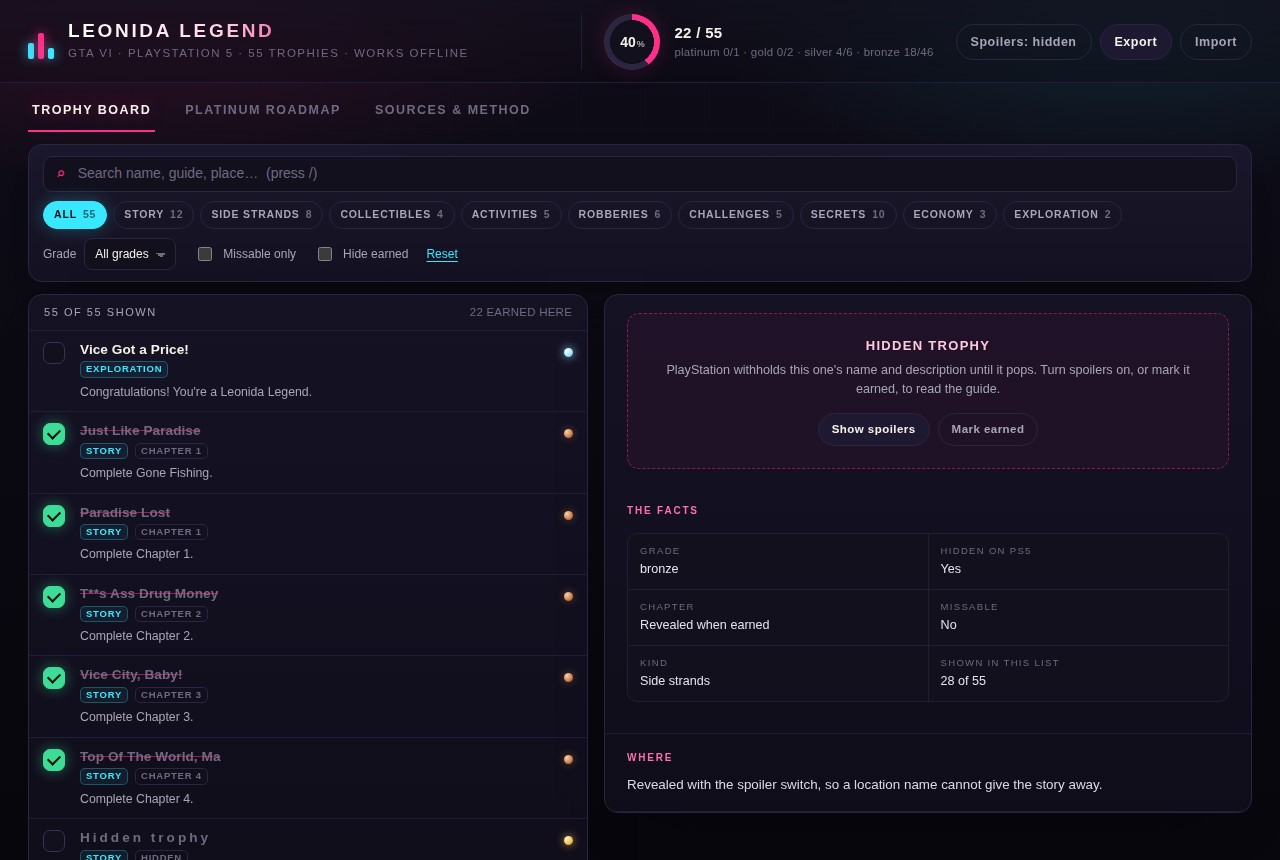 LEONIDA LEGEND
GTA VI · PLAYSTATION 5 · 55 TROPHIES · WORKS OFFLINE
40%
22 / 55
platinum 0/1 · gold 0/2 · silver 4/6 · bronze 18/46
Spoilers: hidden
Export
Import
TROPHY BOARD
PLATINUM ROADMAP
SOURCES & METHOD
Search name, guide, place… (press /)
ALL 55
STORY 12
SIDE STRANDS 8
COLLECTIBLES 4
ACTIVITIES 5
ROBBERIES 6
CHALLENGES 5
SECRETS 10
ECONOMY 3
EXPLORATION 2
Grade
All grades
Missable only
Hide earned
Reset
55 OF 55 SHOWN
22 EARNED HERE
Vice Got a Price!
EXPLORATION
Congratulations! You're a Leonida Legend.
Just Like Paradise
STORY CHAPTER 1
Complete Gone Fishing.
Paradise Lost
STORY CHAPTER 1
Complete Chapter 1.
T**s Ass Drug Money
STORY CHAPTER 2
Complete Chapter 2.
Vice City, Baby!
STORY CHAPTER 3
Complete Chapter 3.
Top Of The World, Ma
STORY CHAPTER 4
Complete Chapter 4.
Hidden trophy
STORY HIDDEN
HIDDEN TROPHY
PlayStation withholds this one's name and description until it pops. Turn spoilers on, or mark it
earned, to read the guide.
Show spoilers
Mark earned
THE FACTS
GRADE
bronze
HIDDEN ON PS5
Yes
CHAPTER
Revealed when earned
MISSABLE
No
KIND
Side strands
SHOWN IN THIS LIST
28 of 55
WHERE
Revealed with the spoiler switch, so a location name cannot give the story away.